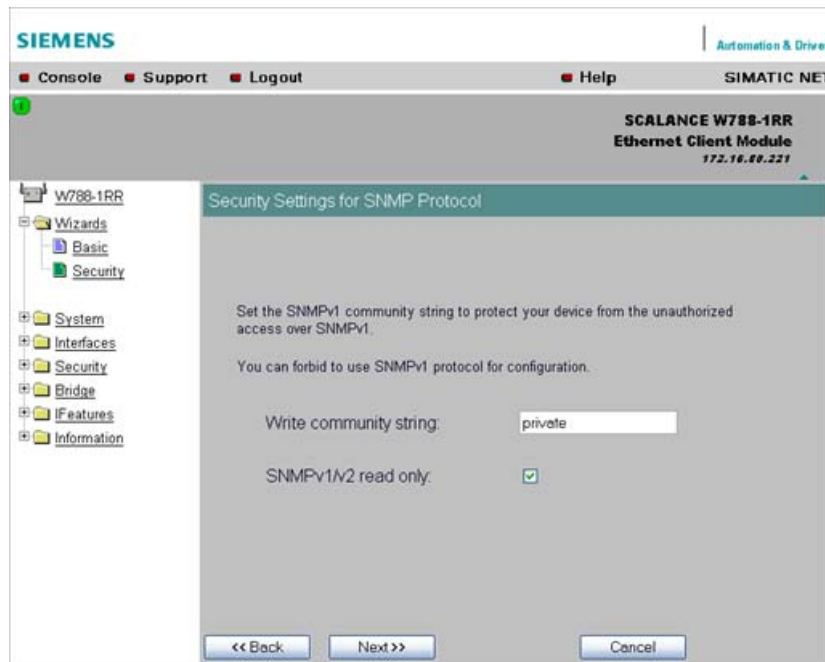 SIEMENS
Automation & Drive
Console Support Logout Help SIMATIC NET
SCALANCE W788-1RR
Ethernet Client Module
172.16.80.221
W788-1RR
Wizards
Basic
Security
System
Interfaces
Security
Bridge
IFeatures
Information
Security Settings for SNMP Protocol
Set the SNMPv1 community string to protect your device from the unauthorized
access over SNMPv1.
You can forbid to use SNMPv1 protocol for configuration.
Write community string: private
SNMPv1/v2 read only:
<< Back Next >> Cancel